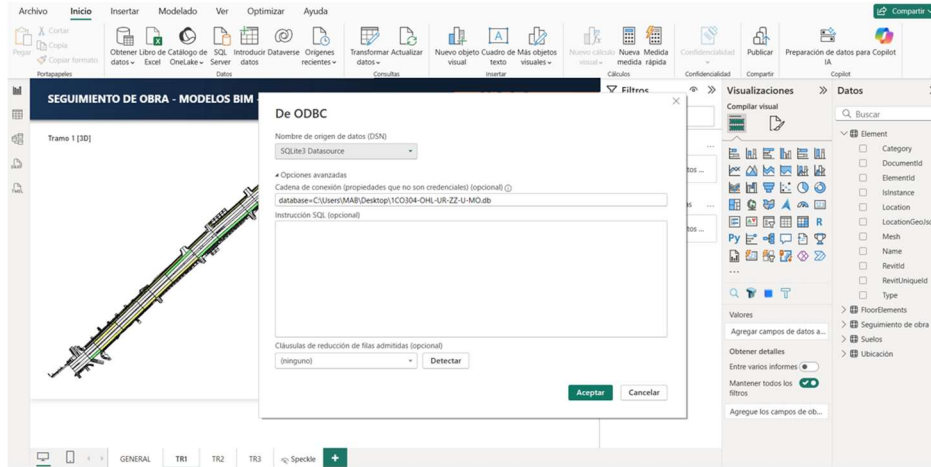 Archivo Inicio Insertar Modelado Ver Optimizar Ayuda Compartir
Pegar Cortar
Copia
Copiar formato
Portapapeles
Obtener datos Libro de Excel Catálogo de OneLake SQL Server Introducir datos Dataverse Orígenes recientes
Datos
Transformar datos Actualizar
Consultas
Nuevo objeto visual Cuadro de texto Más objetos visuales
Insertar
Nuevo cálculo visual Nueva medida Medida rápida
Cálculos
Confidencialidad
Confidencialidad
Publicar
Compartir
Preparación de datos para IA Copilot
Copilot
SEGUIMIENTO DE OBRA - MODELOS BIM -
Tramo 1 [3D]
De ODBC
Nombre de origen de datos (DSN)
SQLite3 Datasource
Opciones avanzadas
Cadena de conexión (propiedades que no son credenciales) (opcional)
database=C:\Users\MAB\Desktop\1CO304-OHL-UR-ZZ-U-MO.db
Instrucción SQL (opcional)
Cláusulas de reducción de filas admitidas (opcional)
(ninguno) Detectar
Aceptar Cancelar
Filtros
...
tos ...
...
tos ...
Visualizaciones
Compilar visual
R
Py
...
Valores
Agregar campos de datos a...
Obtener detalles
Entre varios informes
Mantener todos los filtros
Agregue los campos de ob...
Datos
Buscar
Element
Category
DocumentId
ElementId
IsInstance
Location
LocationGeoJso
Mesh
Name
RevitId
RevitUniqueId
Type
FloorElements
Seguimiento de obra
Suelos
Ubicación
GENERAL TR1 TR2 TR3 Speckle +